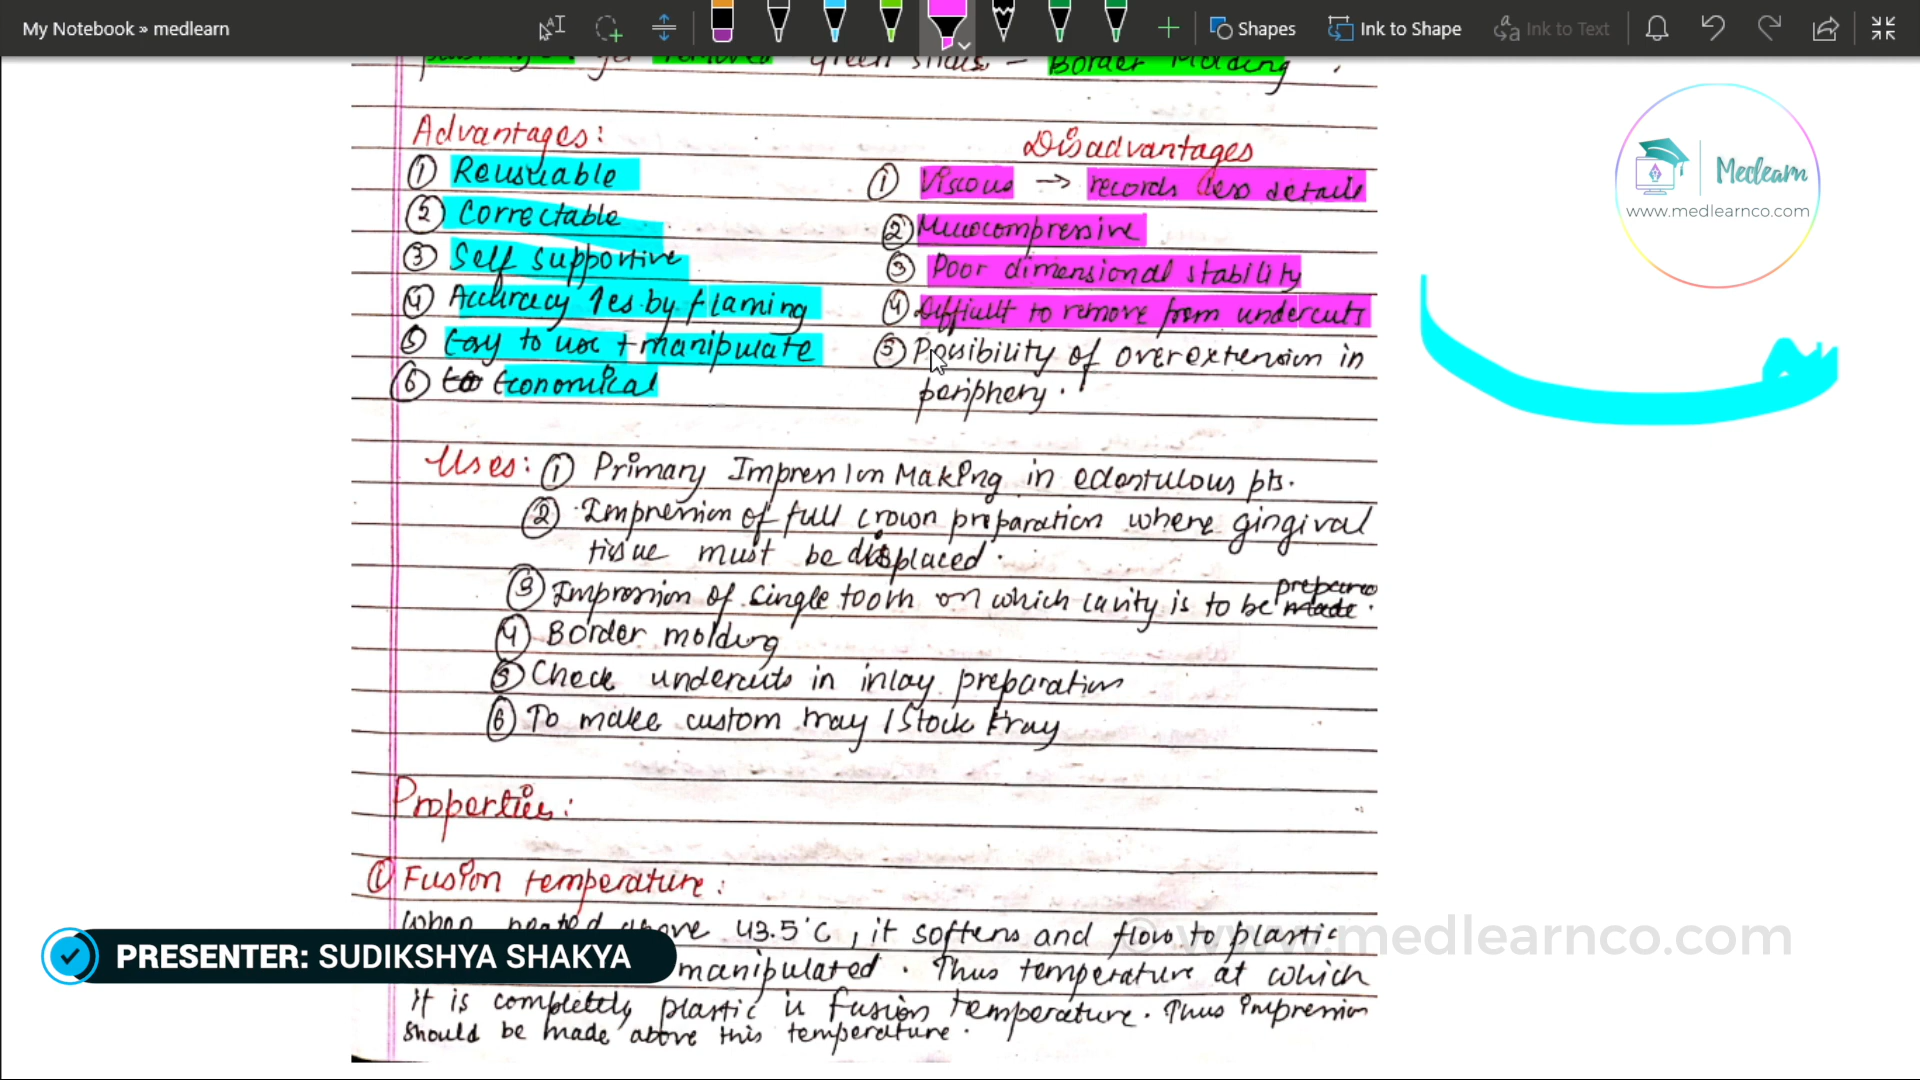 My Notebook » medlearn
Shapes
Ink to Shape
Ink to Text
removed green sticks - Border Molding.
Advantages:
① Reusuable
② Correctable
③ Self supportive
④ Accuracy ↑es by flaming
⑤ Easy to use + manipulate
⑥ Economical
Disadvantages
① Viscous → records less details
② Mucocompressive
③ Poor dimensional stability
④ Difficult to remove from undercuts
⑤ Possibility of overextension in
periphery.
Medlearn
www.medlearnco.com
Uses: ① Primary Impression Making in edentulous pts.
② Impression of full crown preparation where gingival
tissue must be displaced.
③ Impression of single tooth on which cavity is to be prepared.
④ Border molding
⑤ Check undercuts in inlay preparation
⑥ To make custom tray / Stock tray
Properties:
① Fusion temperature:
When heated above 43.5°C, it softens and flow to plastic
manipulated. Thus temperature at which
it is completely plastic is fusion temperature. Thus impression
should be made above this temperature.
© www.medlearnco.com
PRESENTER: SUDIKSHYA SHAKYA